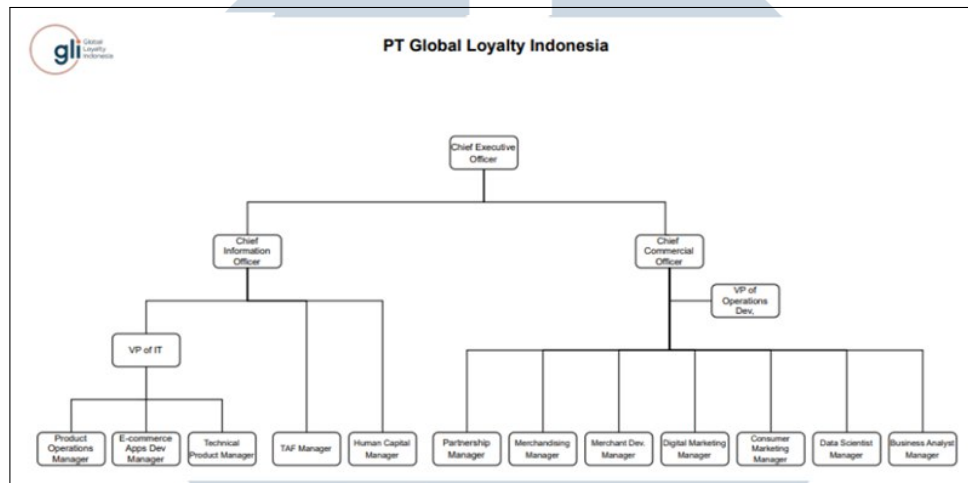 gli Global
Loyalty
Indonesia
PT Global Loyalty Indonesia
Chief Executive
Officer
Chief
Information
Officer
Chief
Commercial
Officer
VP of
Operations
Dev,
VP of IT
Product
Operations
Manager
E-commerce
Apps Dev
Manager
Technical
Product Manager
TAF Manager
Human Capital
Manager
Partnership
Manager
Merchandising
Manager
Merchant Dev.
Manager
Digital Marketing
Manager
Consumer
Marketing
Manager
Data Scientist
Manager
Business Analyst
Manager